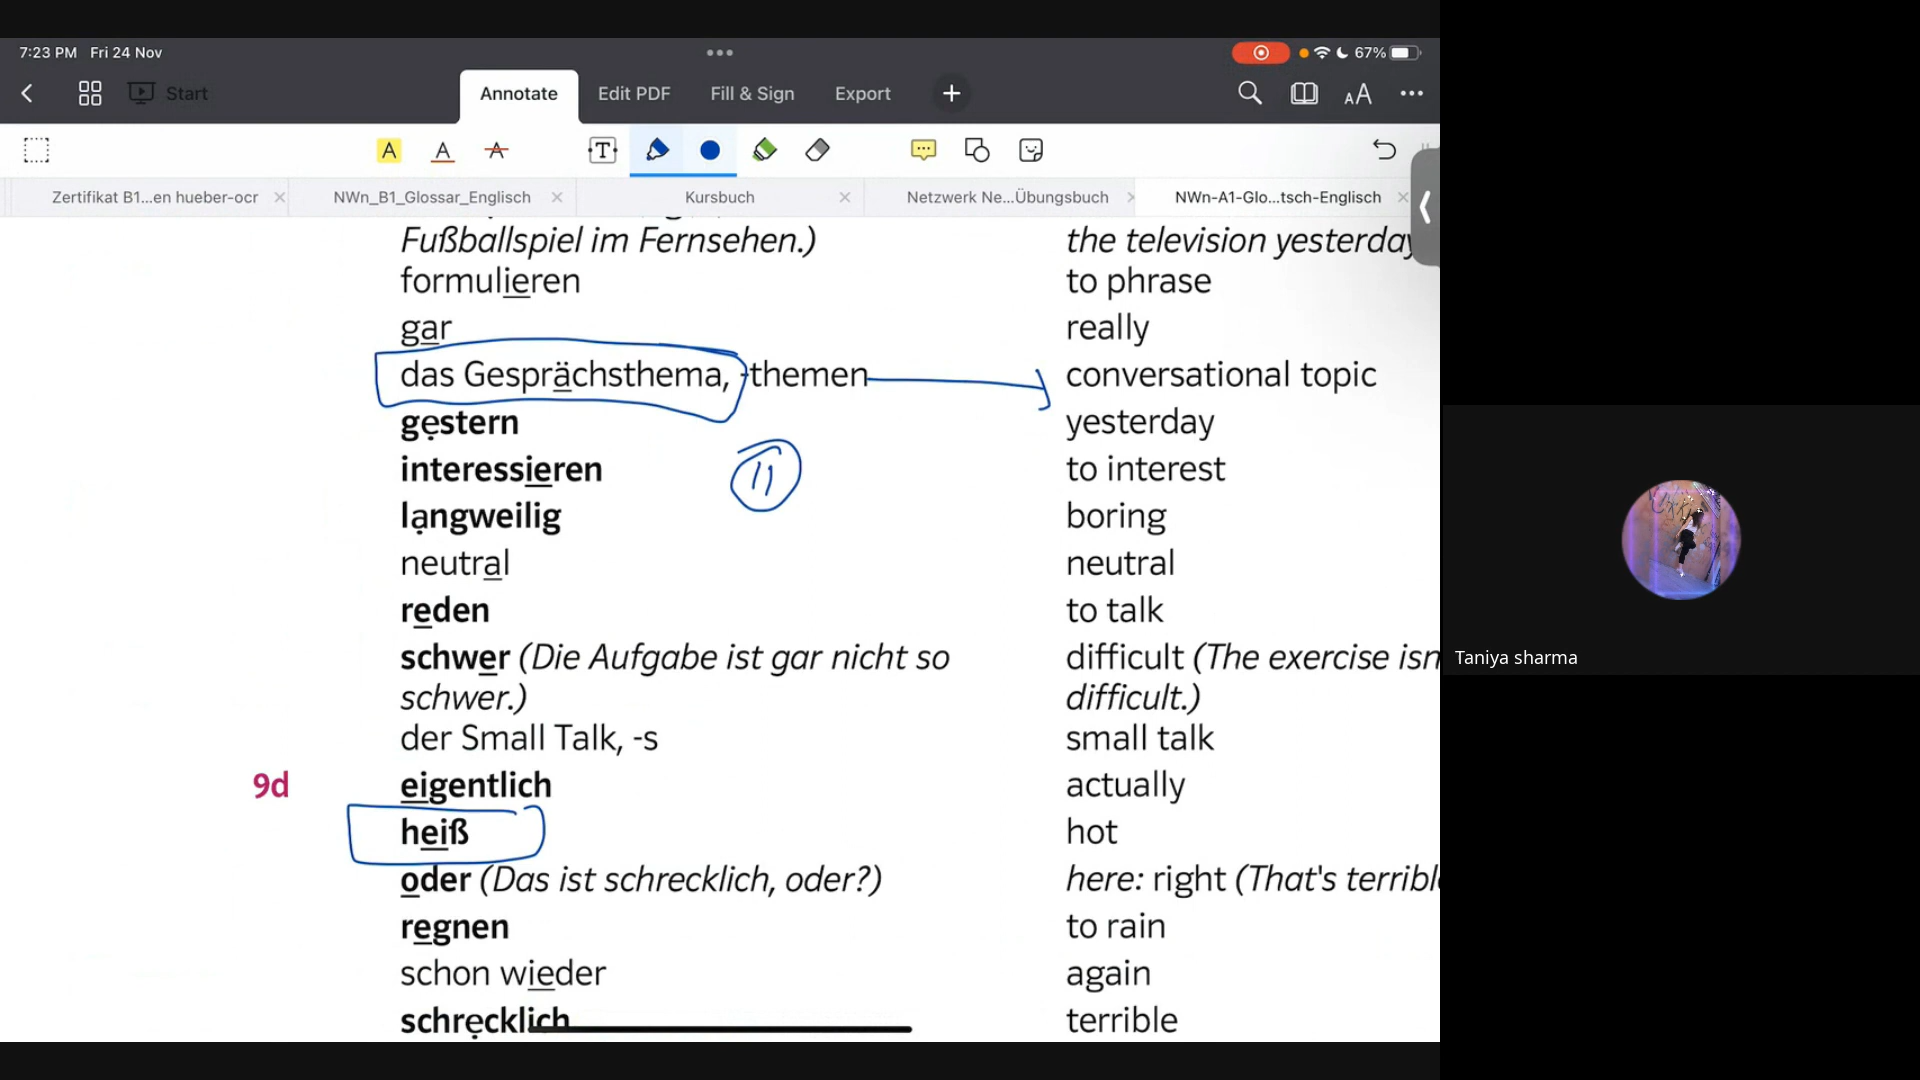 7:23 PM Fri 24 Nov
67%
Start
Annotate
Edit PDF
Fill & Sign
Export
Zertifikat B1...en hueber-ocr
NWn_B1_Glossar_Englisch
Kursbuch
Netzwerk Ne...Übungsbuch
NWn-A1-Glo...tsch-Englisch
Fußballspiel im Fernsehen.) the television yesterday
formulieren to phrase
gar really
das Gesprächsthema, -themen conversational topic
gestern yesterday
interessieren to interest
11
langweilig boring
neutral neutral
reden to talk
schwer (Die Aufgabe ist gar nicht so difficult (The exercise isn
schwer.) difficult.)
der Small Talk, -s small talk
9d eigentlich actually
heiß hot
oder (Das ist schrecklich, oder?) here: right (That's terrible
regnen to rain
schon wieder again
schrecklich terrible
Taniya sharma